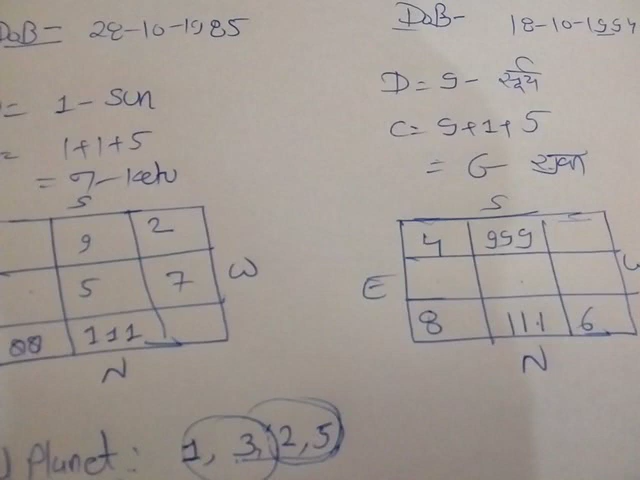 DoB- 28-10-1985
= 1 - Sun
= 1+1+5
= 7-ketu
S
9 2
5 7 W
88 111
N
DoB- 18-10-1994
D= 9-
C= 9+1+5
= 6- शुक्र
S
4 999
E
8 111 6
N
Planet: 1, 3, 2, 5